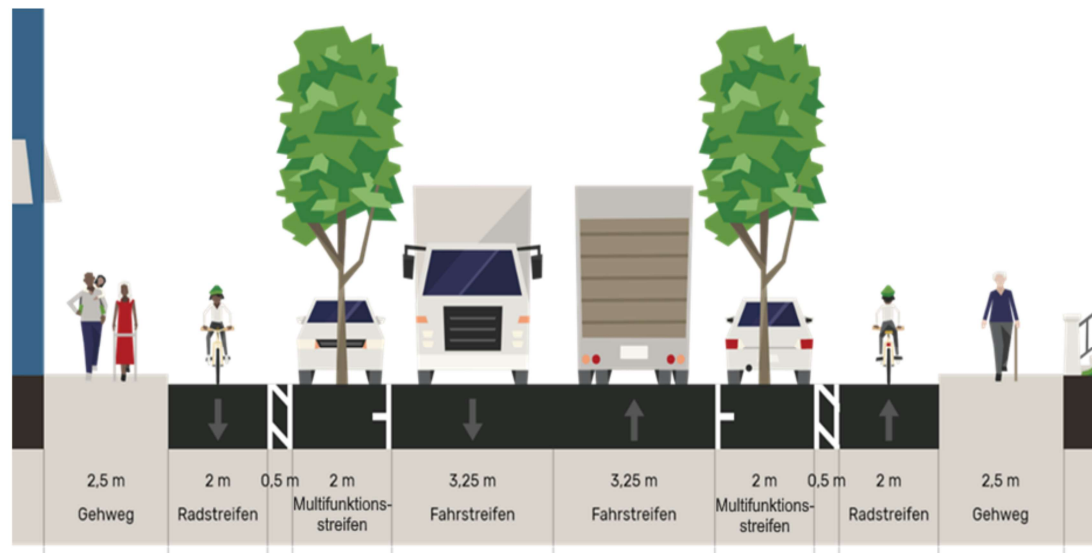 2,5 m
Gehweg
2 m
Radstreifen
0,5 m
2 m
Multifunktions-
streifen
3,25 m
Fahrstreifen
3,25 m
Fahrstreifen
2 m
Multifunktions-
streifen
0,5 m
2 m
Radstreifen
2,5 m
Gehweg